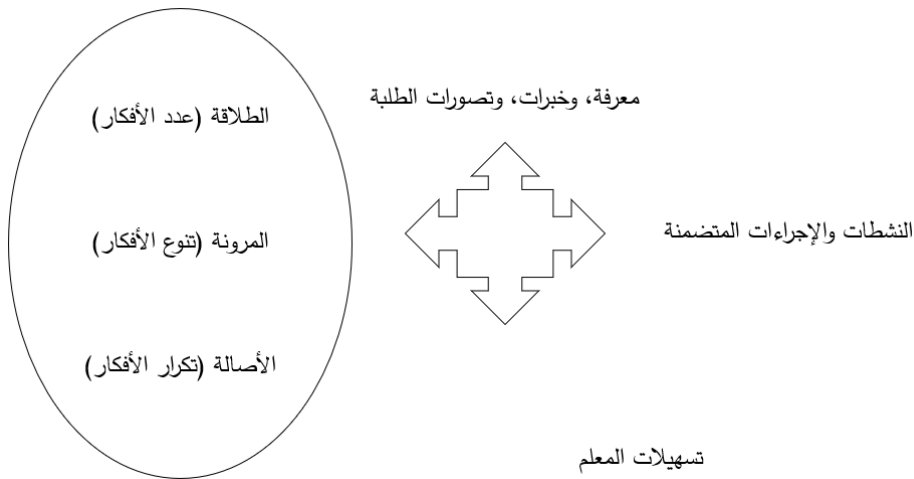 معرفة، وخبرات، وتصورات الطلبة
النشطات والإجراءات المتضمنة
تسهيلات المعلم
الطلاقة (عدد الأفكار)
المرونة (تنوع الأفكار)
الأصالة (تكرار الأفكار)